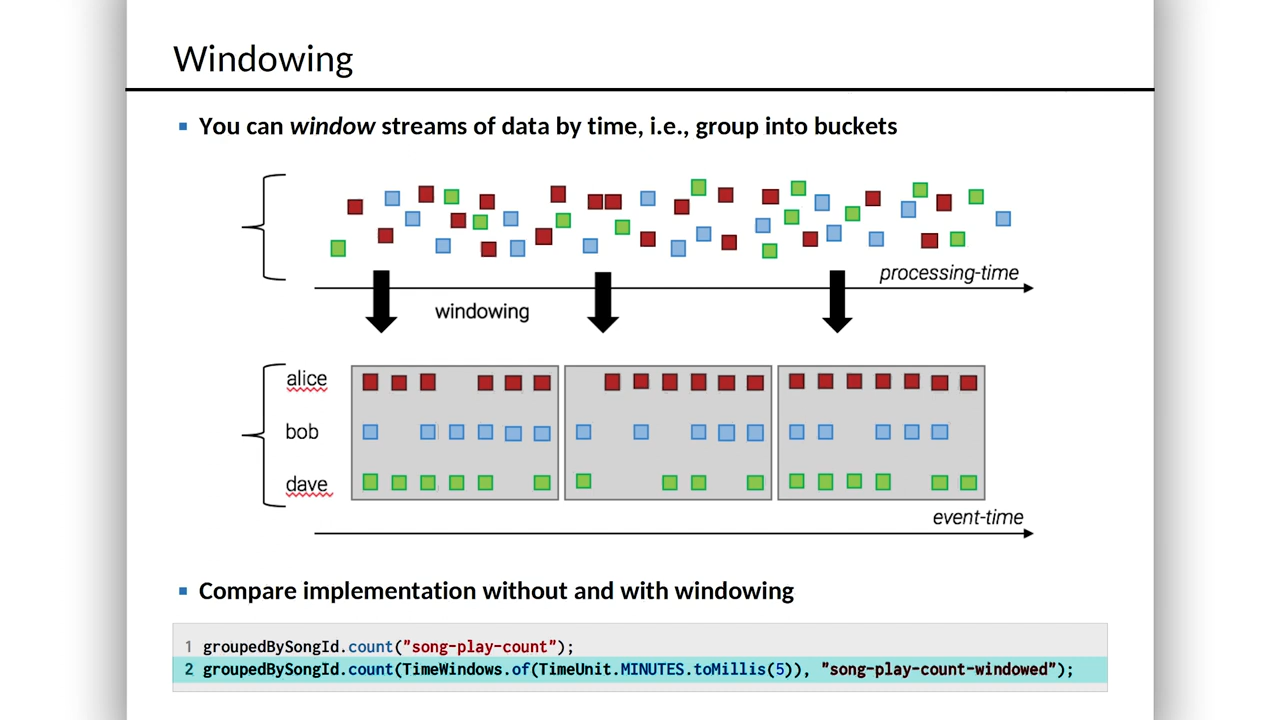 Windowing
You can window streams of data by time, i.e., group into buckets
processing-time
windowing
alice
bob
dave
event-time
Compare implementation without and with windowing
1 groupedBySongId.count("song-play-count");
2 groupedBySongId.count(TimeWindows.of(TimeUnit.MINUTES.toMillis(5)), "song-play-count-windowed");